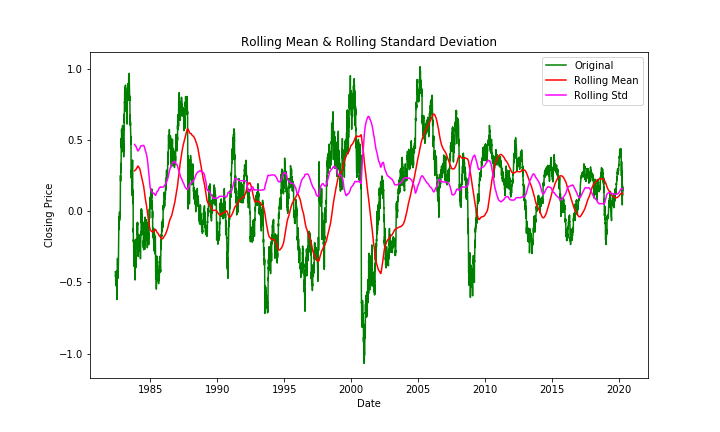 Rolling Mean & Rolling Standard Deviation
Original
Rolling Mean
Rolling Std
1.0
0.5
0.0
−0.5
−1.0
Closing Price
1985 1990 1995 2000 2005 2010 2015 2020
Date